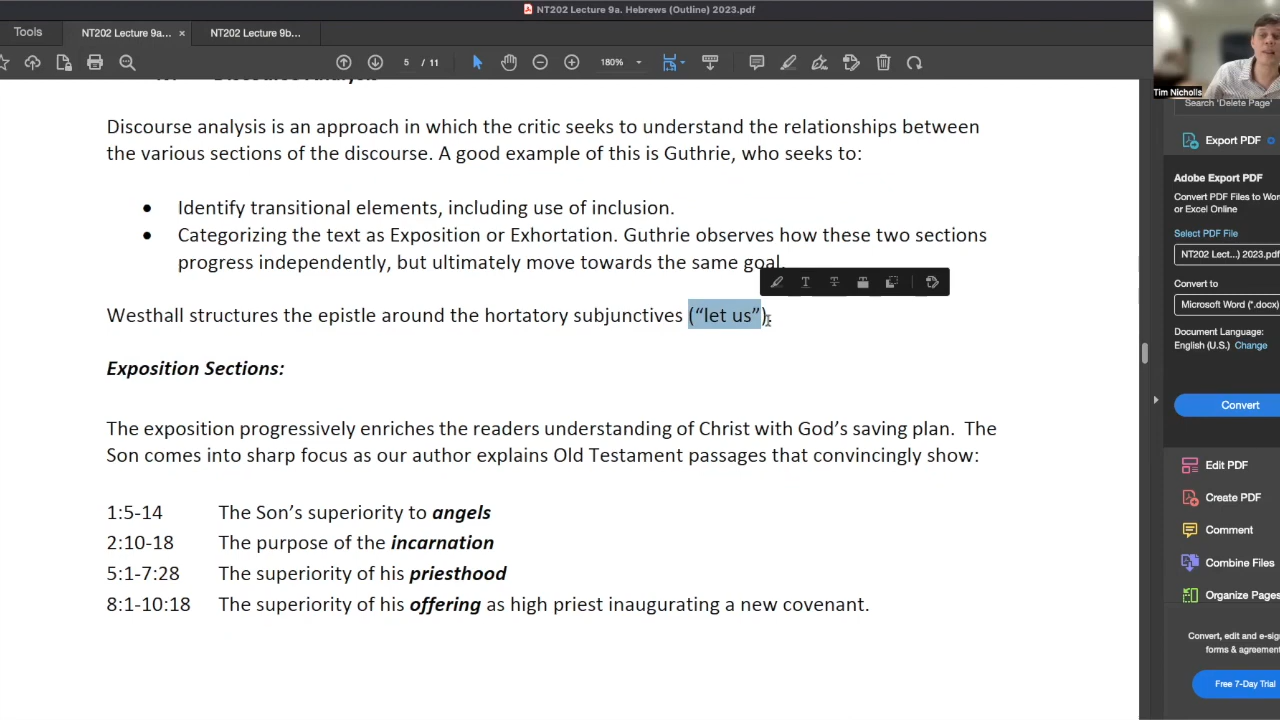 NT202 Lecture 9a. Hebrews (Outline) 2023.pdf
Tools
NT202 Lecture 9a... ×
NT202 Lecture 9b...
5 / 11
180%
Tim Nicholls
Discourse analysis is an approach in which the critic seeks to understand the relationships between
the various sections of the discourse. A good example of this is Guthrie, who seeks to:
• Identify transitional elements, including use of inclusion.
• Categorizing the text as Exposition or Exhortation. Guthrie observes how these two sections
progress independently, but ultimately move towards the same goal.
Westhall structures the epistle around the hortatory subjunctives (“let us”)
Exposition Sections:
The exposition progressively enriches the readers understanding of Christ with God’s saving plan. The
Son comes into sharp focus as our author explains Old Testament passages that convincingly show:
1:5-14 The Son’s superiority to angels
2:10-18 The purpose of the incarnation
5:1-7:28 The superiority of his priesthood
8:1-10:18 The superiority of his offering as high priest inaugurating a new covenant.
Search 'Delete Page'
Export PDF
Adobe Export PDF
Convert PDF Files to Wor
or Excel Online
Select PDF File
NT202 Lect...) 2023.pdf
Convert to
Microsoft Word (*.docx)
Document Language:
English (U.S.) Change
Convert
Edit PDF
Create PDF
Comment
Combine Files
Organize Pages
Convert, edit and e-sig
forms & agreement
Free 7-Day Trial